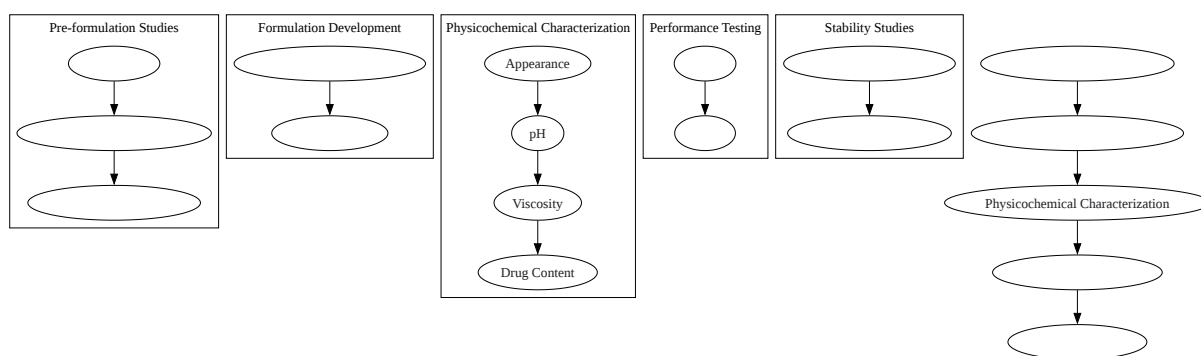 Pre-formulation Studies
Formulation Development
Physicochemical Characterization
Performance Testing
Stability Studies
Appearance
pH
Viscosity
Drug Content
Physicochemical Characterization